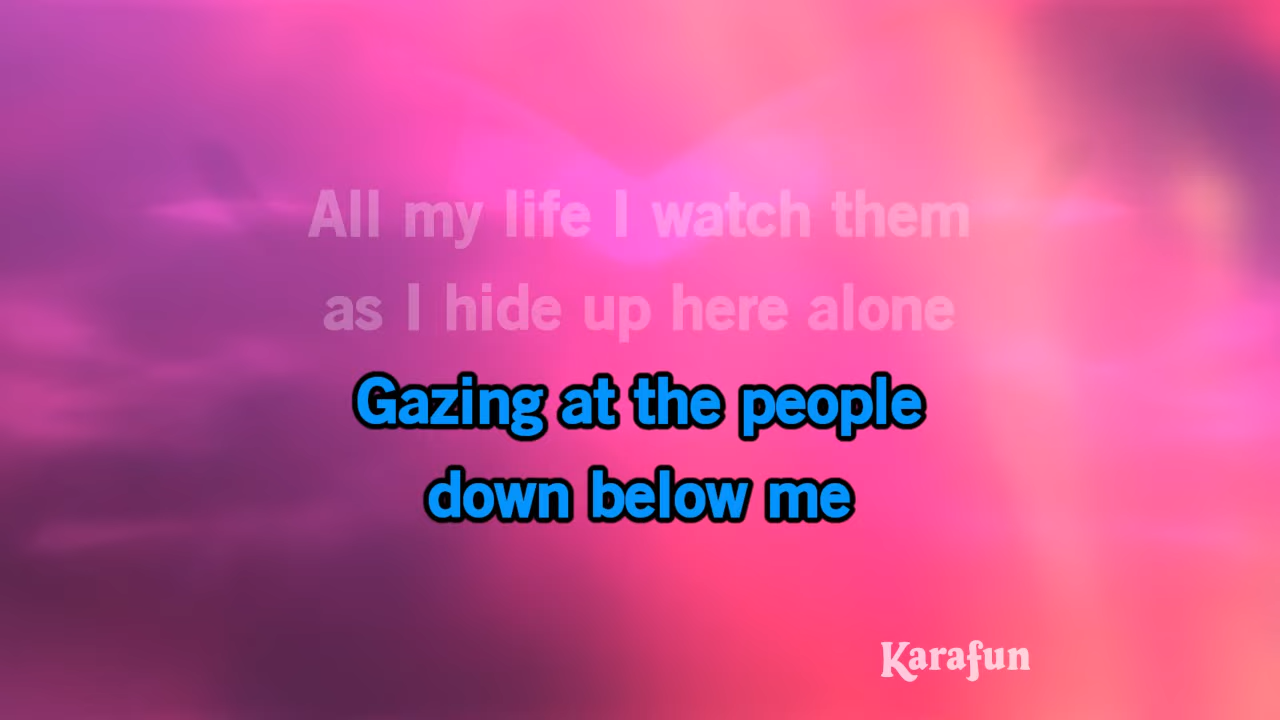 All my life I watch them
as I hide up here alone
Gazing at the people
down below me
Karafun